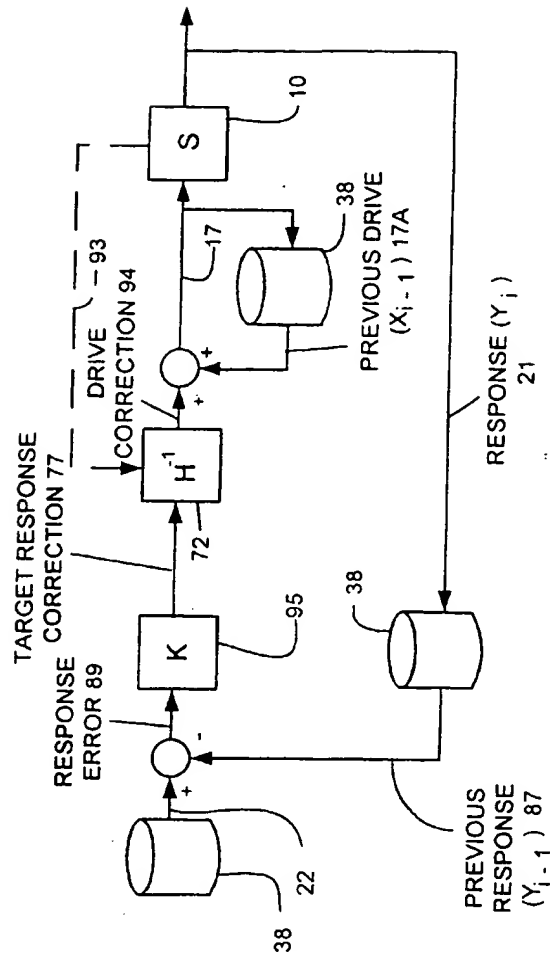 38
22
+
-
RESPONSE
ERROR 89
PREVIOUS
RESPONSE
(Yi - 1) 87
K
95
38
TARGET RESPONSE
CORRECTION 77
H-1
72
93
DRIVE
CORRECTION 94
+
+
17
38
PREVIOUS DRIVE
(Xi - 1) 17A
S
10
RESPONSE (Yi)
21